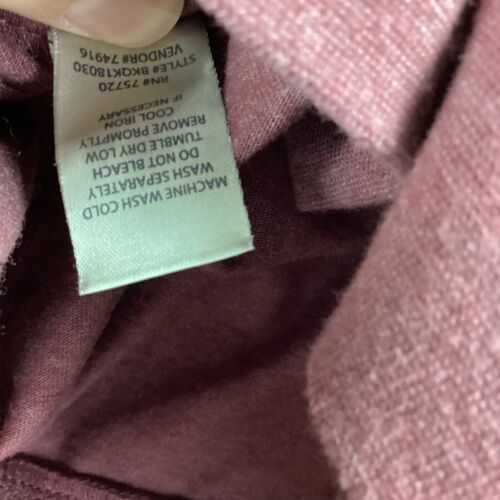 MACHINE WASH COLD
WASH SEPARATELY
DO NOT BLEACH
TUMBLE DRY LOW
REMOVE PROMPTLY
COOL IRON
IF NECESSARY
RN# 75720
STYLE# BKQK18030
VENDOR# 74916